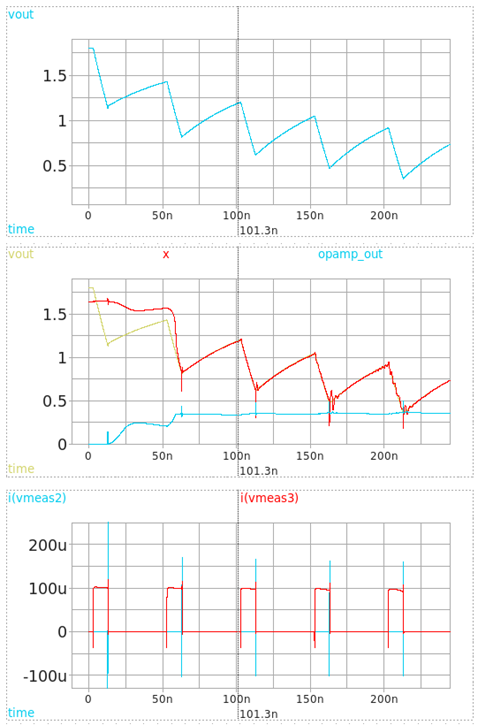 vout
1.5
1
0.5
0 50n 100n 150n 200n
time 101.3n
vout x opamp_out
1.5
1
0.5
0
0 50n 100n 150n 200n
time 101.3n
i(vmeas2) i(vmeas3)
200u
100u
0
-100u
0 50n 100n 150n 200n
time 101.3n